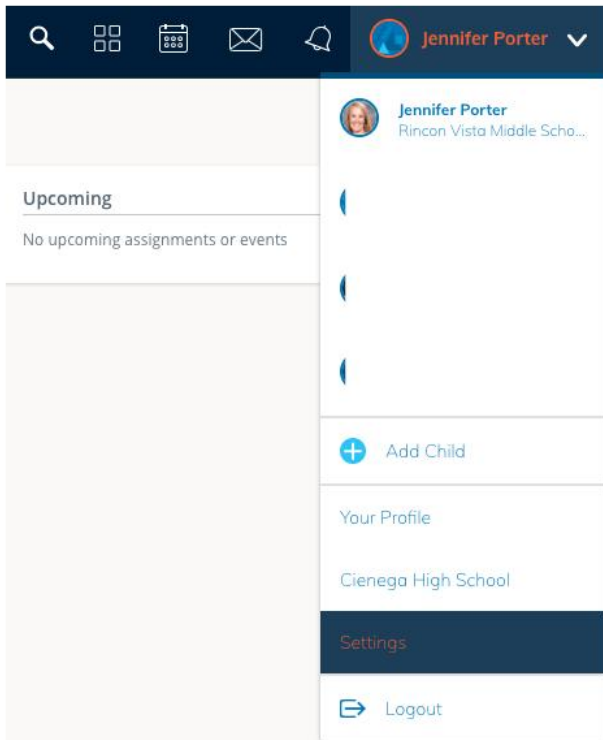 Jennifer Porter
Jennifer Porter
Rincon Vista Middle Scho...
Upcoming
No upcoming assignments or events
Add Child
Your Profile
Cienega High School
Settings
Logout